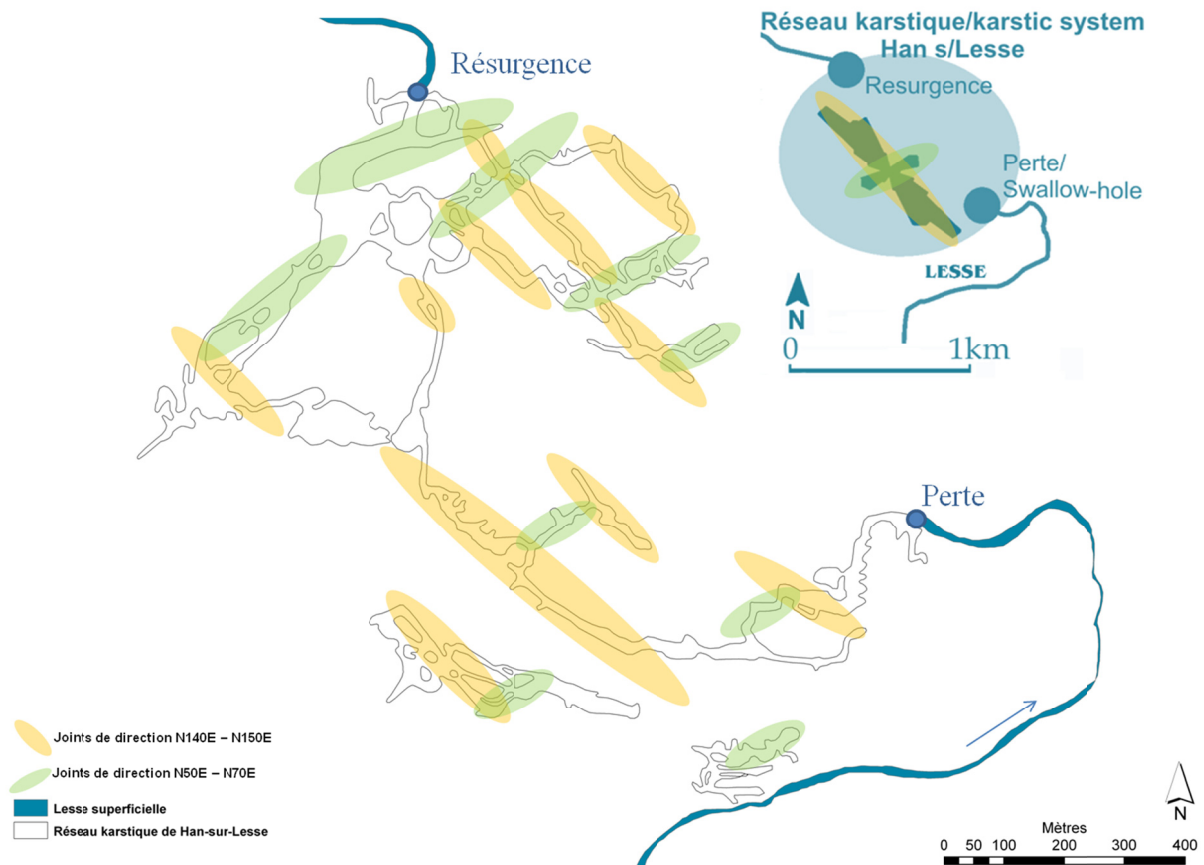 Réseau karstique/karstic system
Han s/Lesse
Résurgence
Resurgence
Perte/
Swallow-hole
LESSE
N
0 1km
Perte
Joints de direction N140E – N150E
Joints de direction N50E – N70E
Lesse superficielle
Réseau karstique de Han-sur-Lesse
N
Mètres
0 50 100 200 300 400